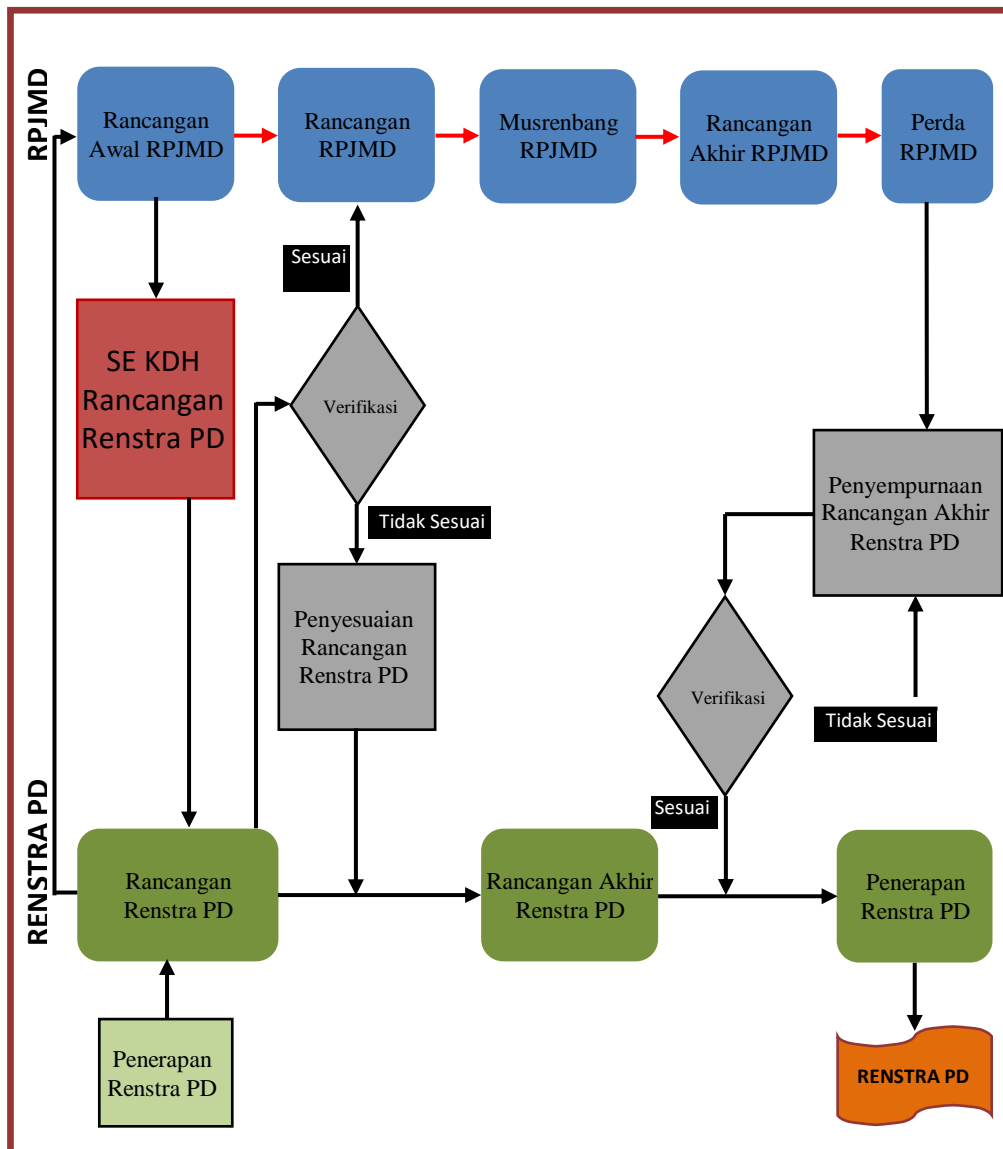 RPJMD
Rancangan
Awal RPJMD
Rancangan
RPJMD
Musrenbang
RPJMD
Rancangan
Akhir RPJMD
Perda
RPJMD
Sesuai
SE KDH
Rancangan
Renstra PD
Verifikasi
Tidak Sesuai
Penyesuaian
Rancangan
Renstra PD
Penyempurnaan
Rancangan Akhir
Renstra PD
Verifikasi
Tidak Sesuai
Sesuai
RENSTRA PD
Rancangan
Renstra PD
Rancangan Akhir
Renstra PD
Penerapan
Renstra PD
Penerapan
Renstra PD
RENSTRA PD